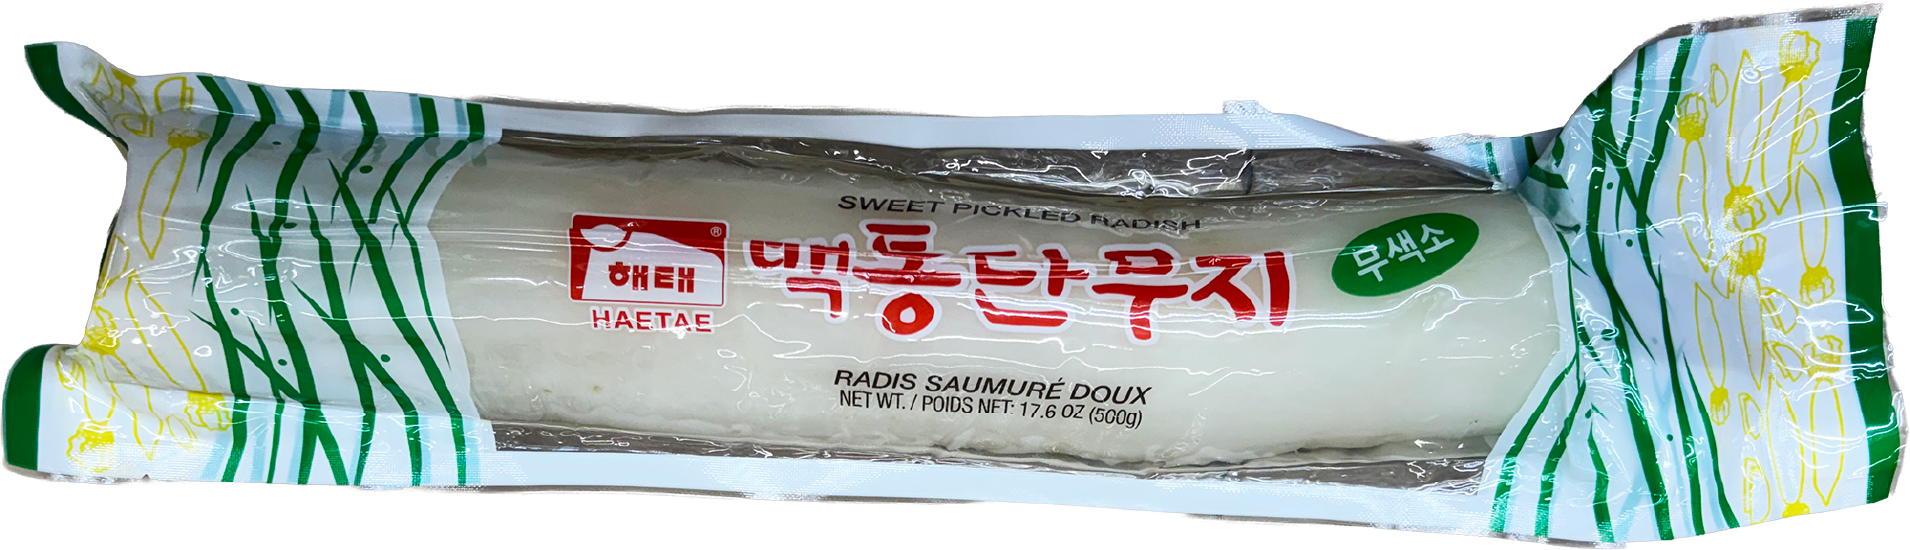 SWEET PICKLED RADISH
해태®
HAETAE
백통단무지
무색소
RADIS SAUMURÉ DOUX
NET WT. / POIDS NET: 17.6 OZ (500g)